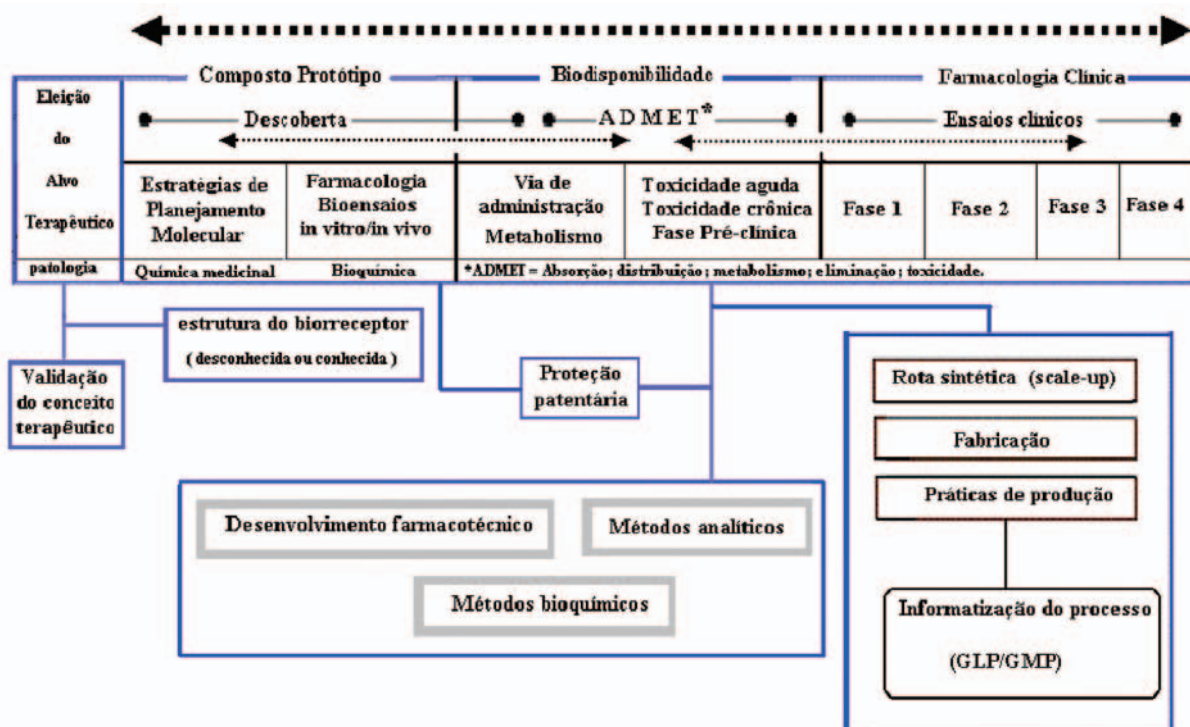 Eleição
do
Alvo
Terapêutico
patologia
Composto Protótipo
Biodisponibilidade
Farmacologia Clínica
Descoberta
ADMET*
Ensaios clínicos
Estratégias de
Planejamento
Molecular
Farmacologia
Bioensaios
in vitro/in vivo
Via de
administração
Metabolismo
Toxicidade aguda
Toxicidade crônica
Fase Pré-clínica
Fase 1
Fase 2
Fase 3
Fase 4
Química medicinal
Bioquímica
*ADMET = Absorção; distribuição; metabolismo; eliminação; toxicidade.
estrutura do biorreceptor
(desconhecida ou conhecida)
Validação
do conceito
terapêutico
Proteção
patentária
Rota sintética (scale-up)
Fabricação
Práticas de produção
Informatização do processo
(GLP/GMP)
Desenvolvimento farmacotécnico
Métodos analíticos
Métodos bioquímicos